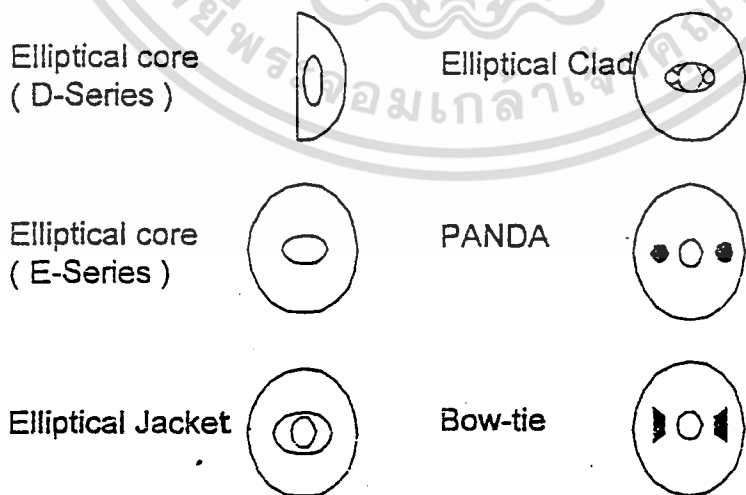 Elliptical core
( D-Series )
Elliptical Clad
Elliptical core
( E-Series )
PANDA
Elliptical Jacket
Bow-tie